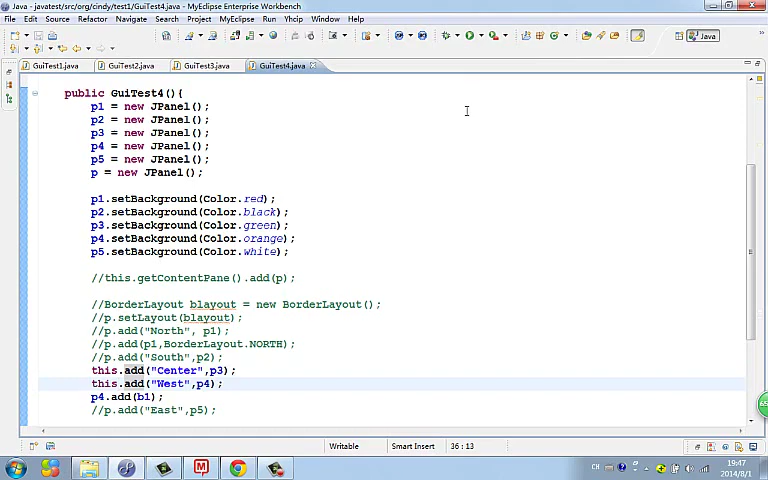 Java - javatest/src/org/cindy/test1/GuiTest4.java - MyEclipse Enterprise Workbench
File Edit Source Refactor Navigate Search Project MyEclipse Run Yhcip Window Help
Java
GuiTest1.java GuiTest2.java GuiTest3.java GuiTest4.java
public GuiTest4(){
p1 = new JPanel();
p2 = new JPanel();
p3 = new JPanel();
p4 = new JPanel();
p5 = new JPanel();
p = new JPanel();
p1.setBackground(Color.red);
p2.setBackground(Color.black);
p3.setBackground(Color.green);
p4.setBackground(Color.orange);
p5.setBackground(Color.white);
//this.getContentPane().add(p);
//BorderLayout blayout = new BorderLayout();
//p.setLayout(blayout);
//p.add("North", p1);
//p.add(p1,BorderLayout.NORTH);
//p.add("South",p2);
this.add("Center",p3);
this.add("West",p4);
p4.add(b1);
//p.add("East",p5);
Writable Smart Insert 36 : 13
CH
19:47
2014/8/1